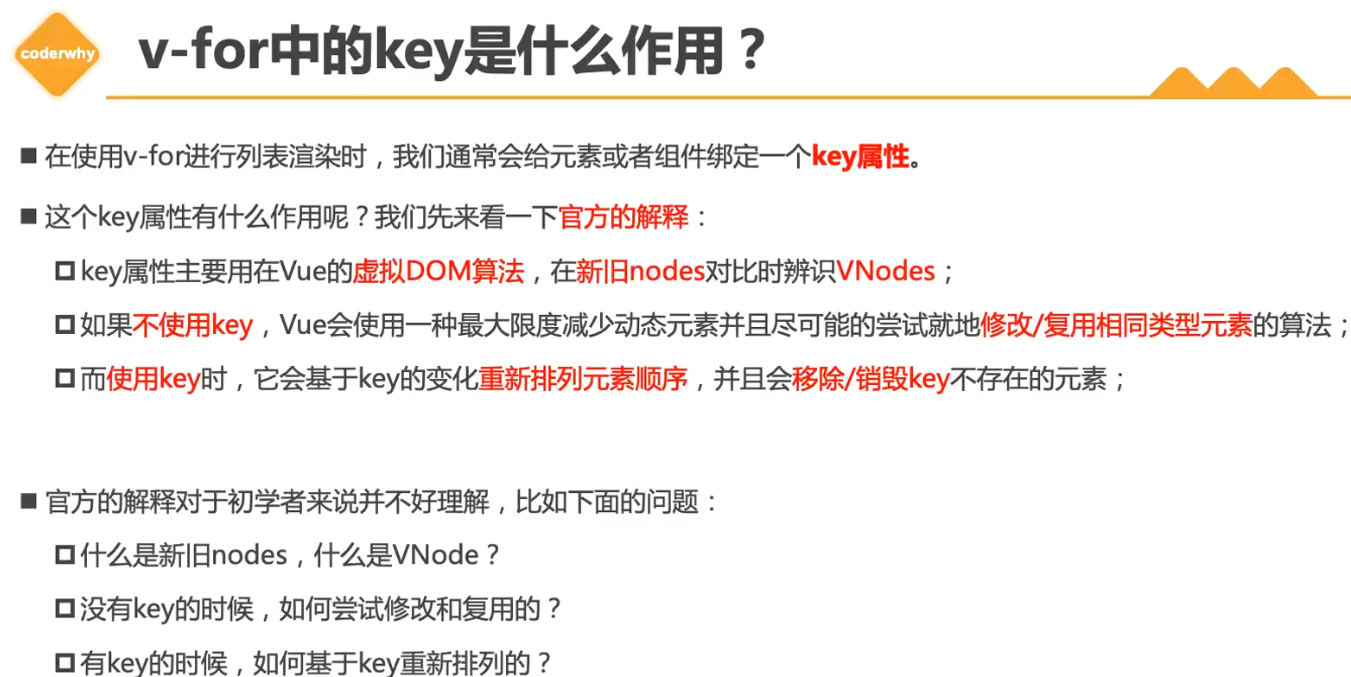 coderwhy
v-for中的key是什么作用？
在使用v-for进行列表渲染时，我们通常会给元素或者组件绑定一个key属性。
这个key属性有什么作用呢？我们先来看一下官方的解释：
key属性主要用在Vue的虚拟DOM算法，在新旧nodes对比时辨识VNodes；
如果不使用key，Vue会使用一种最大限度减少动态元素并且尽可能的尝试就地修改/复用相同类型元素的算法；
而使用key时，它会基于key的变化重新排列元素顺序，并且会移除/销毁key不存在的元素；
官方的解释对于初学者来说并不好理解，比如下面的问题：
什么是新旧nodes，什么是VNode？
没有key的时候，如何尝试修改和复用的？
有key的时候，如何基于key重新排列的？